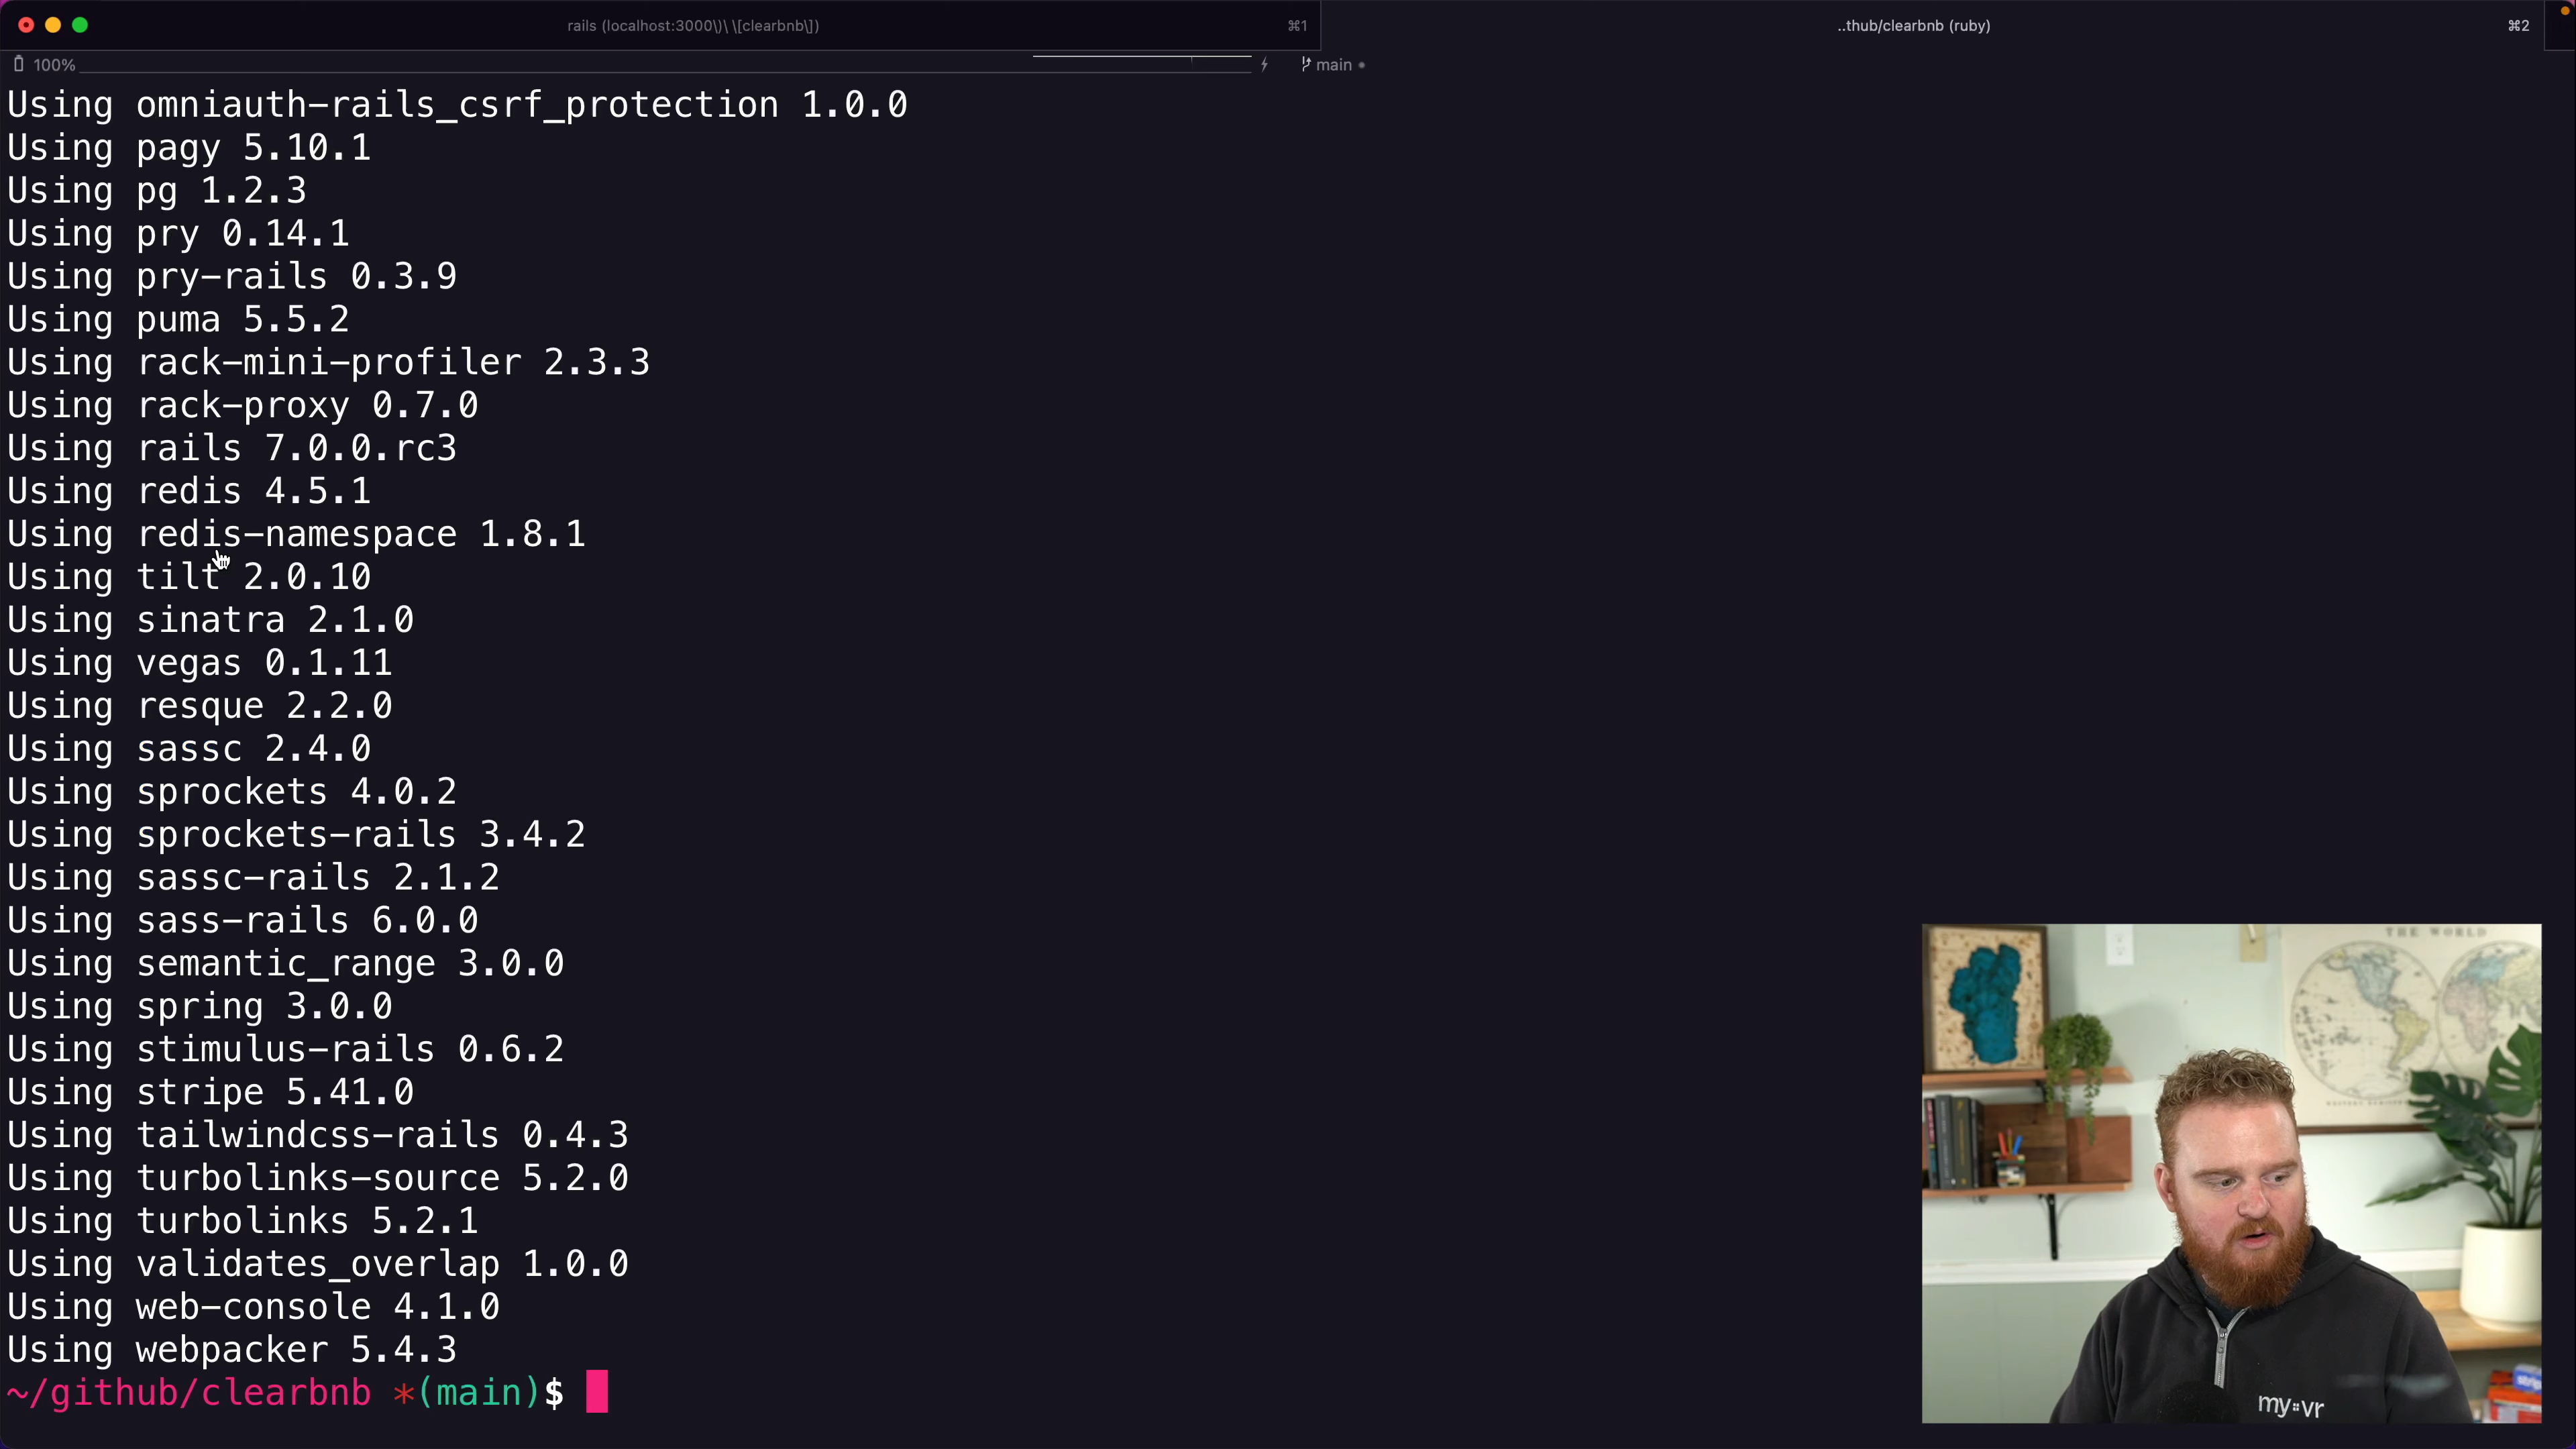 rails (localhost:3000\)\ \[clearbnb\])
⌘1
..thub/clearbnb (ruby)
⌘2
100%
main
Using omniauth-rails_csrf_protection 1.0.0
Using pagy 5.10.1
Using pg 1.2.3
Using pry 0.14.1
Using pry-rails 0.3.9
Using puma 5.5.2
Using rack-mini-profiler 2.3.3
Using rack-proxy 0.7.0
Using rails 7.0.0.rc3
Using redis 4.5.1
Using redis-namespace 1.8.1
Using tilt 2.0.10
Using sinatra 2.1.0
Using vegas 0.1.11
Using resque 2.2.0
Using sassc 2.4.0
Using sprockets 4.0.2
Using sprockets-rails 3.4.2
Using sassc-rails 2.1.2
Using sass-rails 6.0.0
Using semantic_range 3.0.0
Using spring 3.0.0
Using stimulus-rails 0.6.2
Using stripe 5.41.0
Using tailwindcss-rails 0.4.3
Using turbolinks-source 5.2.0
Using turbolinks 5.2.1
Using validates_overlap 1.0.0
Using web-console 4.1.0
Using webpacker 5.4.3
~/github/clearbnb *(main)$
THE WORLD
my::vr